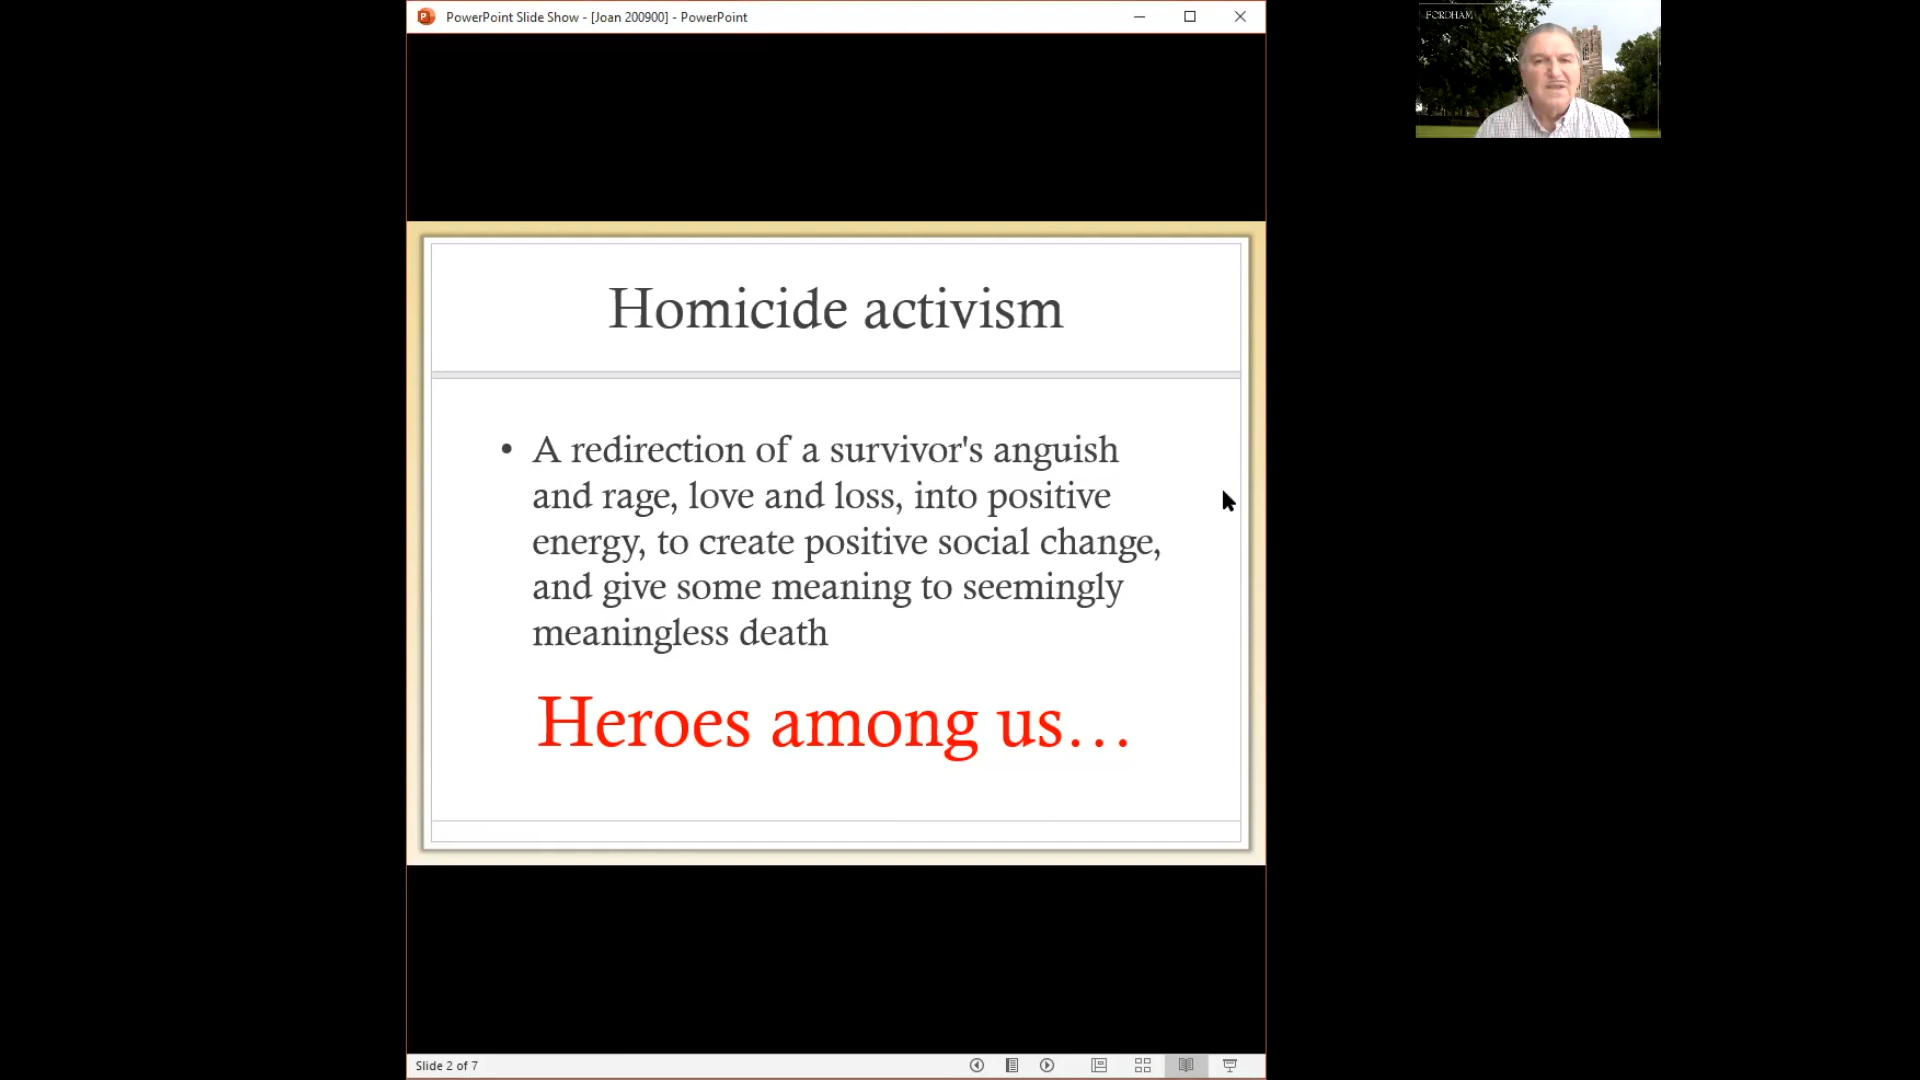 PowerPoint Slide Show - [Joan 200900] - PowerPoint
FORDHAM
Homicide activism
• A redirection of a survivor's anguish
and rage, love and loss, into positive
energy, to create positive social change,
and give some meaning to seemingly
meaningless death
Heroes among us...
Slide 2 of 7